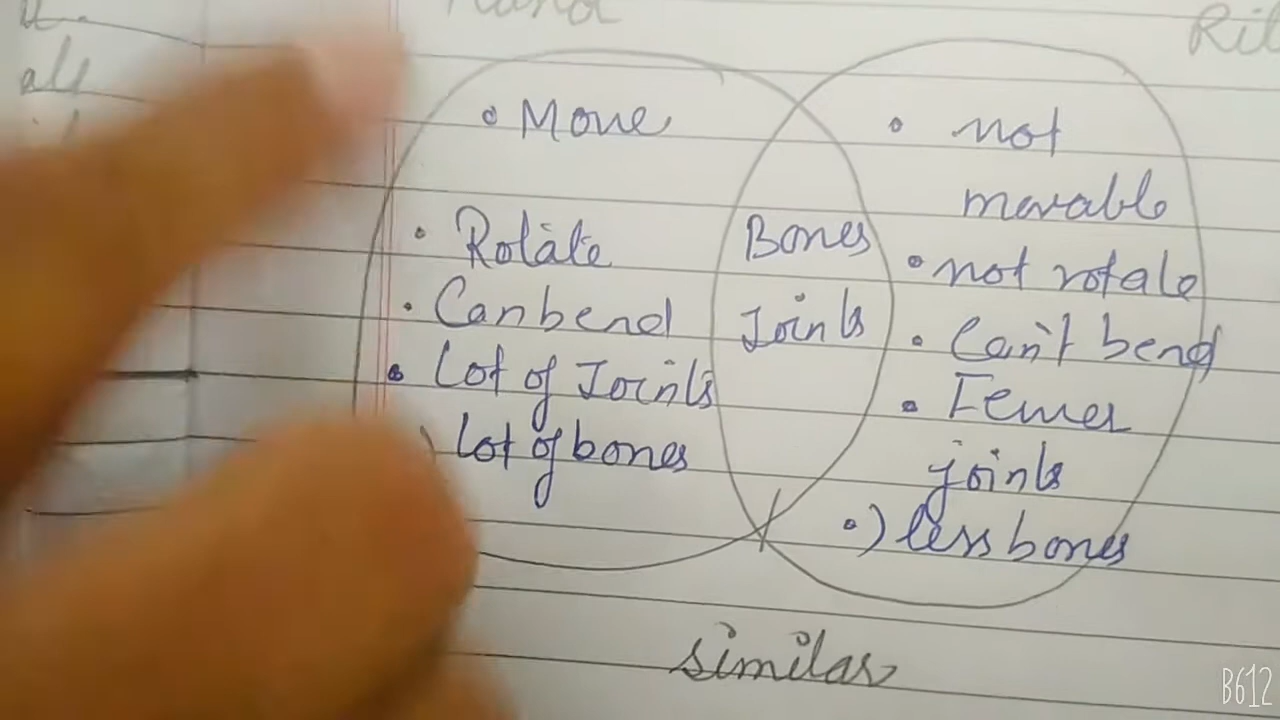 all
• Move
• Rotate
• Can bend
• Lot of Joints
) lot of bones
Bones
Joints
• not
movable
• not rotate
• Can't bend
• Fewer
joints
•) less bones
similar
B612